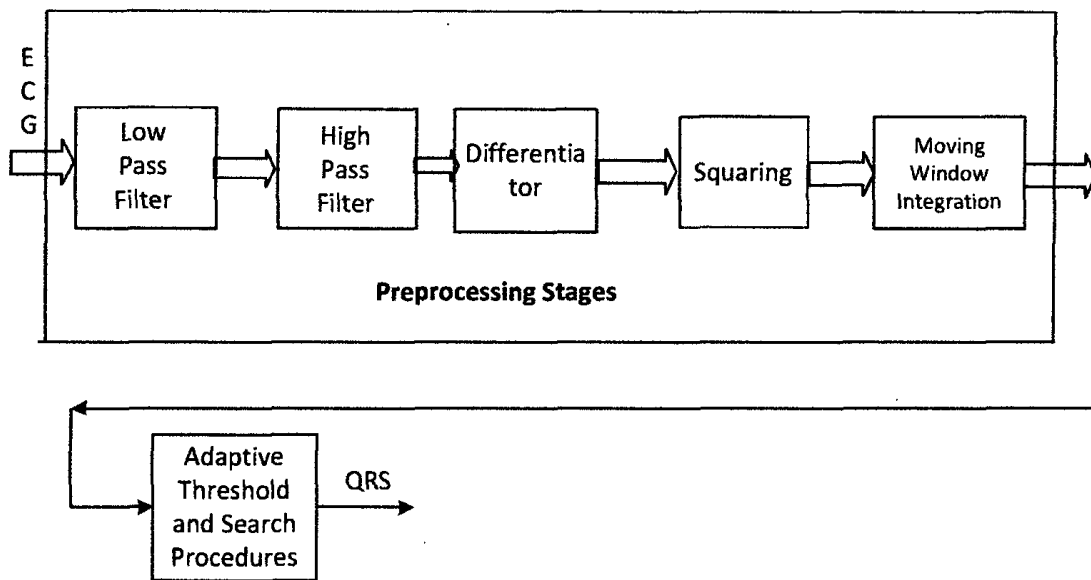 E
C
G
Low
Pass
Filter
High
Pass
Filter
Differentia
tor
Squaring
Moving
Window
Integration
Preprocessing Stages
Adaptive
Threshold
and Search
Procedures
QRS